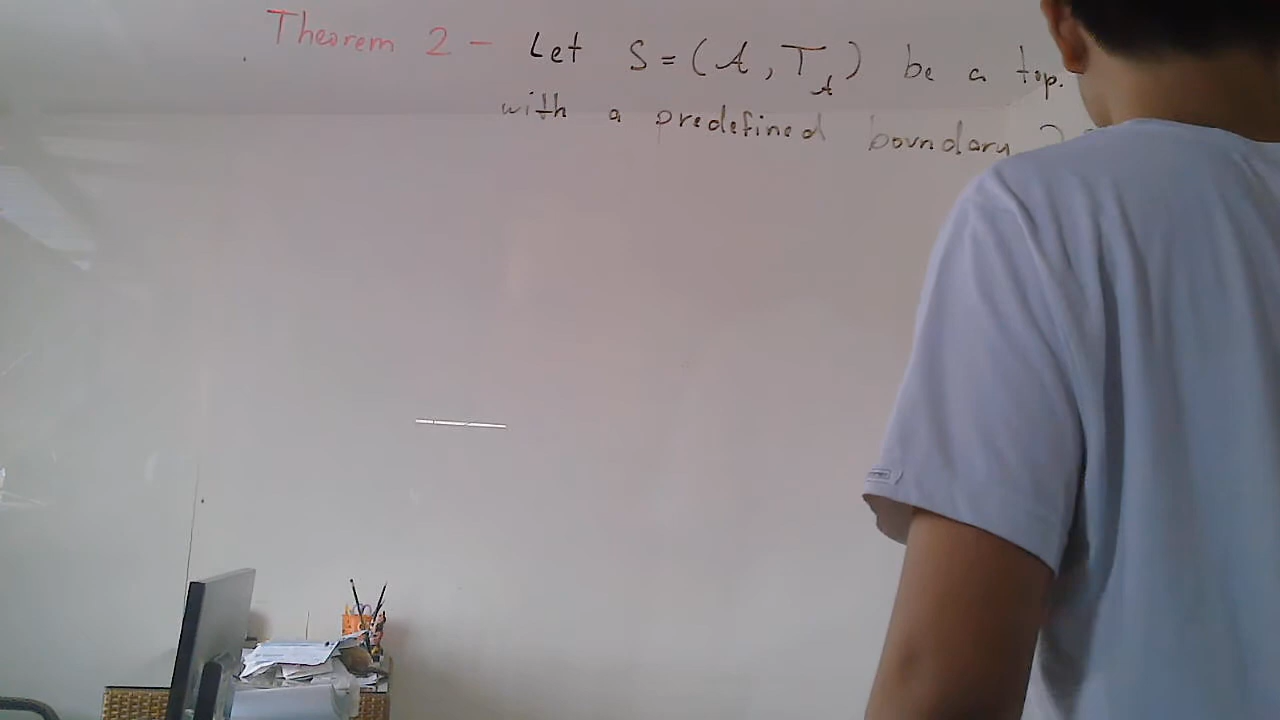 Theorem 2 - Let S = (𝒜, T_𝒜) be a top.
with a predefined boundary